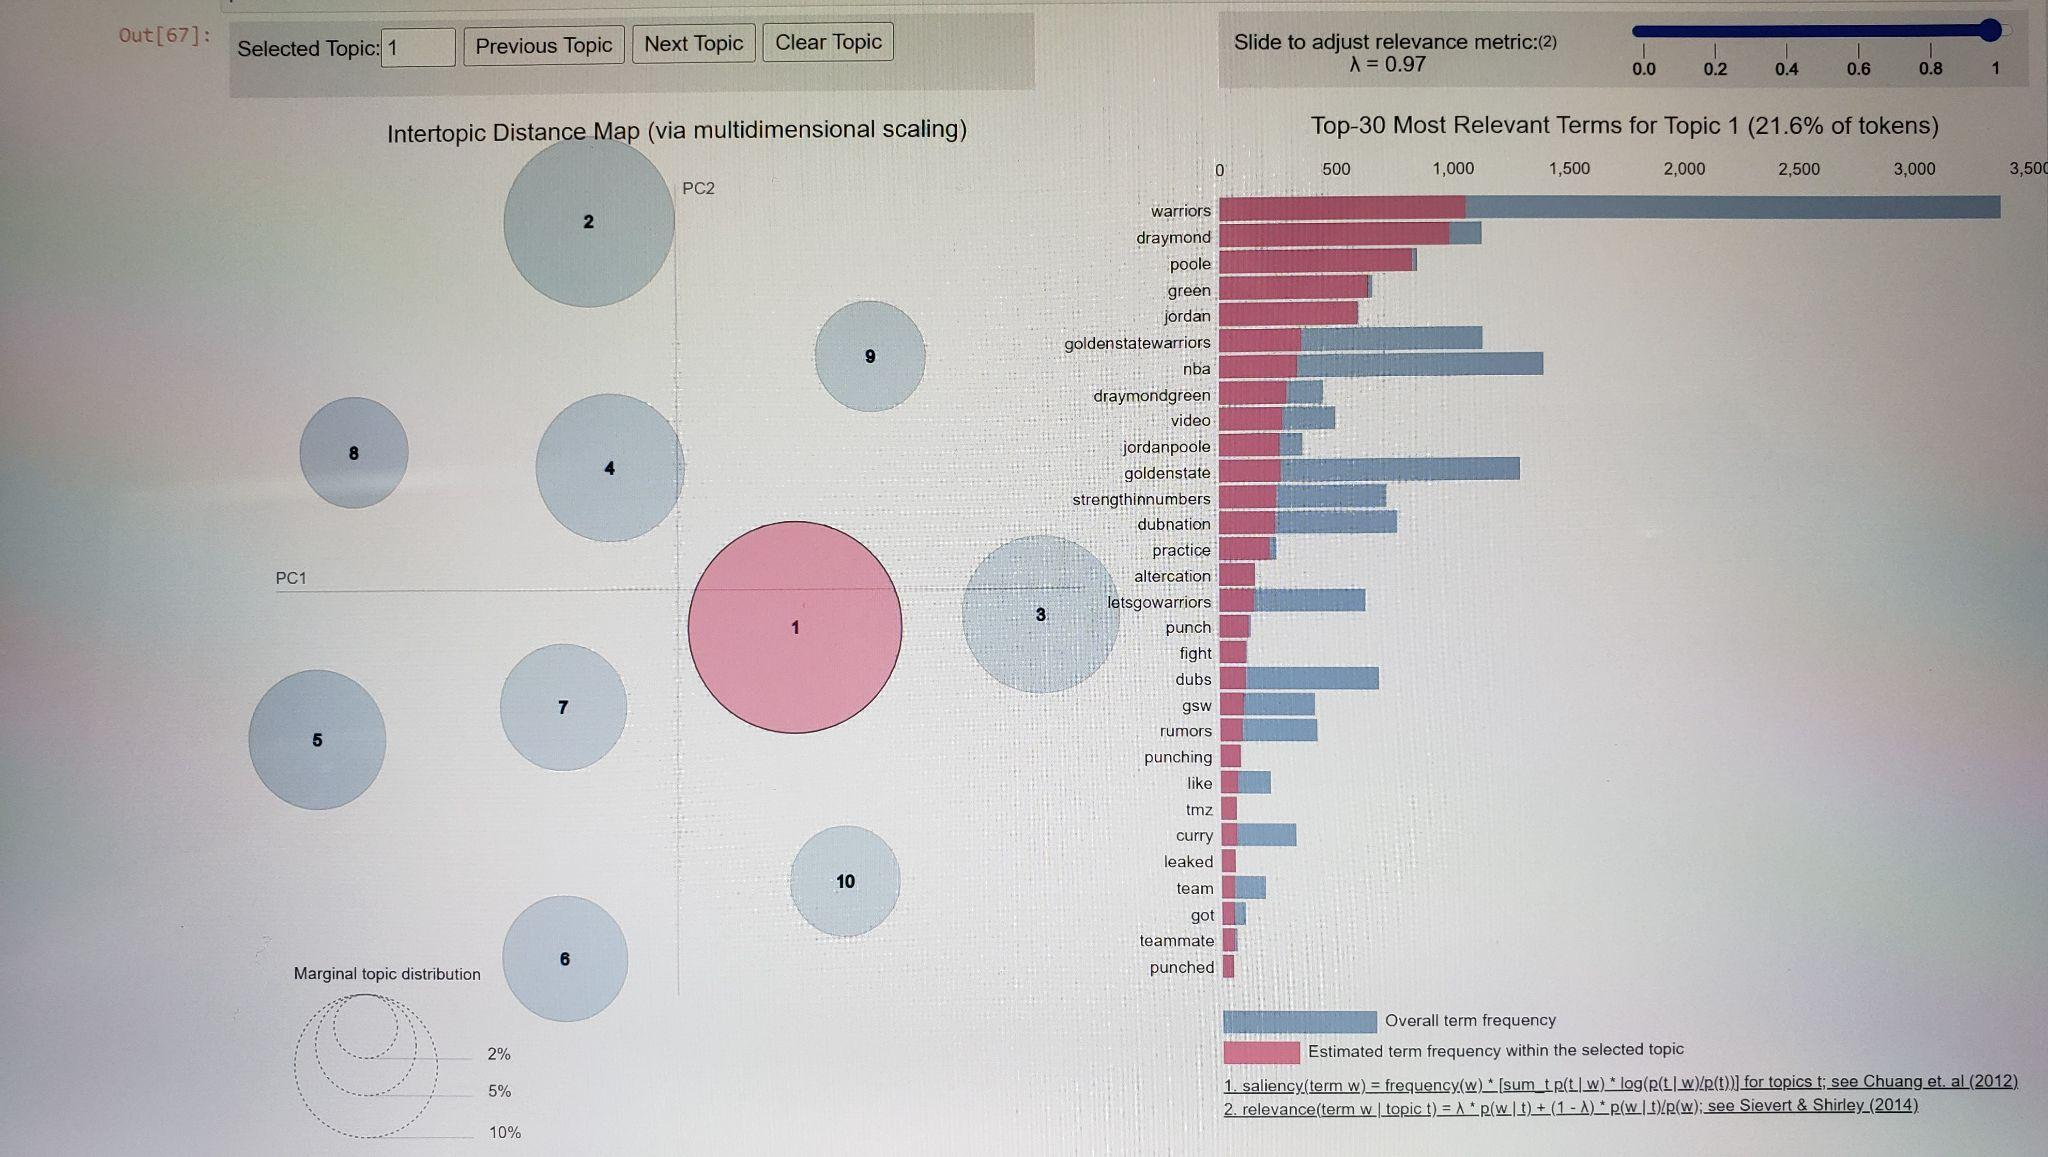 Out[67]:
Selected Topic: 1 Previous Topic Next Topic Clear Topic
Slide to adjust relevance metric:(2)
λ = 0.97
0.0 0.2 0.4 0.6 0.8 1
Intertopic Distance Map (via multidimensional scaling)
PC2
PC1
2
9
8
4
1
3
5
7
10
6
Marginal topic distribution
2%
5%
10%
Top-30 Most Relevant Terms for Topic 1 (21.6% of tokens)
0 500 1,000 1,500 2,000 2,500 3,000 3,500
warriors
draymond
poole
green
jordan
goldenstatewarriors
nba
draymondgreen
video
jordanpoole
goldenstate
strengthinnumbers
dubnation
practice
altercation
letsgowarriors
punch
fight
dubs
gsw
rumors
punching
like
tmz
curry
leaked
team
got
teammate
punched
Overall term frequency
Estimated term frequency within the selected topic
1. saliency(term w) = frequency(w) * [sum_t p(t | w) * log(p(t | w)/p(t))] for topics t; see Chuang et. al (2012)
2. relevance(term w | topic t) = λ * p(w | t) + (1 - λ) * p(w | t)/p(w); see Sievert & Shirley (2014)